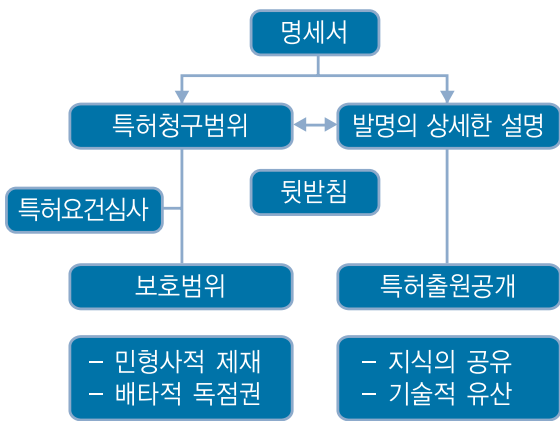 명세서
특허청구범위
발명의 상세한 설명
뒷받침
특허요건심사
보호범위
특허출원공개
– 민형사적 제재
– 배타적 독점권
– 지식의 공유
– 기술적 유산